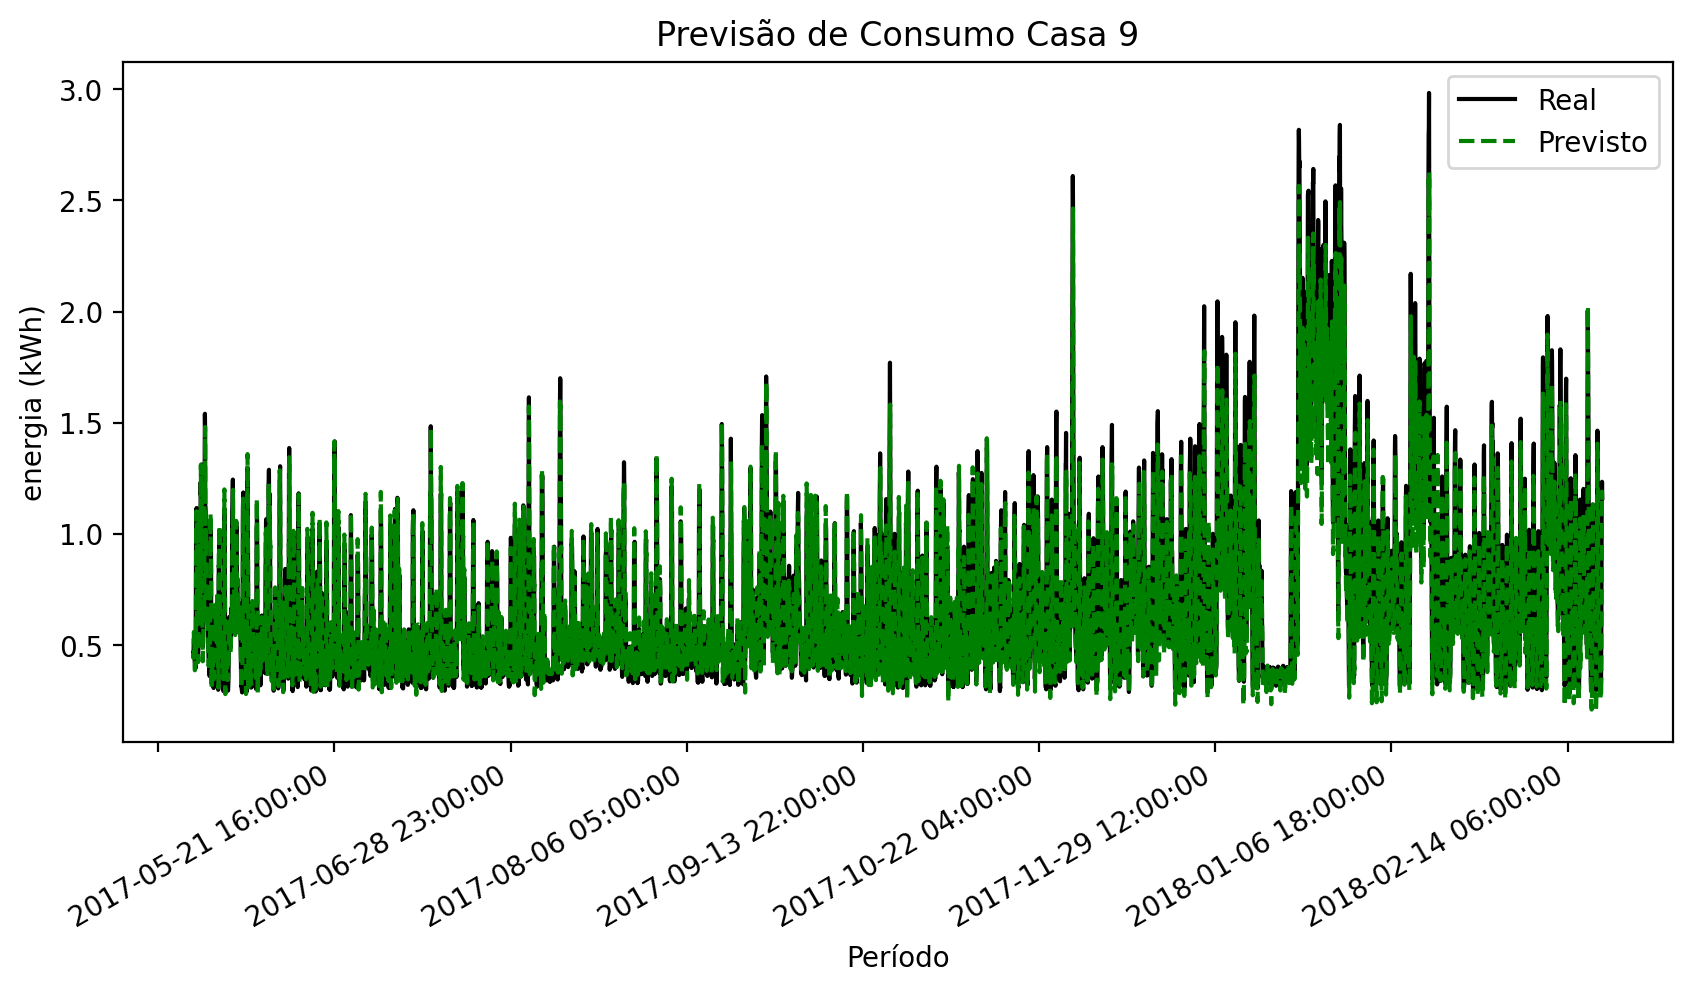 Previsão de Consumo Casa 9
Real
Previsto
energia (kWh)
3.0
2.5
2.0
1.5
1.0
0.5
2017-05-21 16:00:00
2017-06-28 23:00:00
2017-08-06 05:00:00
2017-09-13 22:00:00
2017-10-22 04:00:00
2017-11-29 12:00:00
2018-01-06 18:00:00
2018-02-14 06:00:00
Período